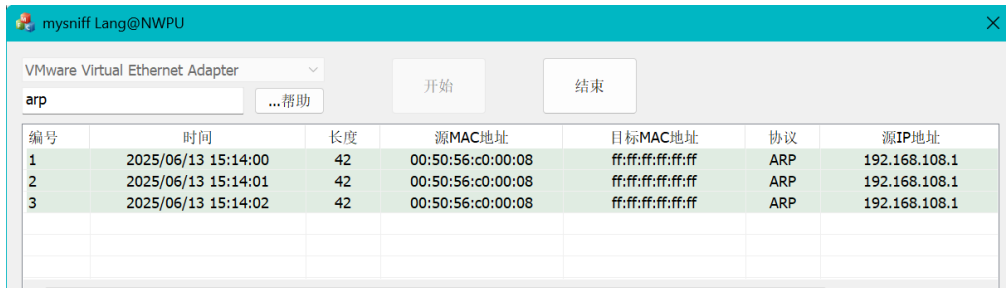 mysniff Lang@NWPU
VMware Virtual Ethernet Adapter
开始
结束
arp
...帮助
编号 时间 长度 源MAC地址 目标MAC地址 协议 源IP地址
1 2025/06/13 15:14:00 42 00:50:56:c0:00:08 ff:ff:ff:ff:ff:ff ARP 192.168.108.1
2 2025/06/13 15:14:01 42 00:50:56:c0:00:08 ff:ff:ff:ff:ff:ff ARP 192.168.108.1
3 2025/06/13 15:14:02 42 00:50:56:c0:00:08 ff:ff:ff:ff:ff:ff ARP 192.168.108.1